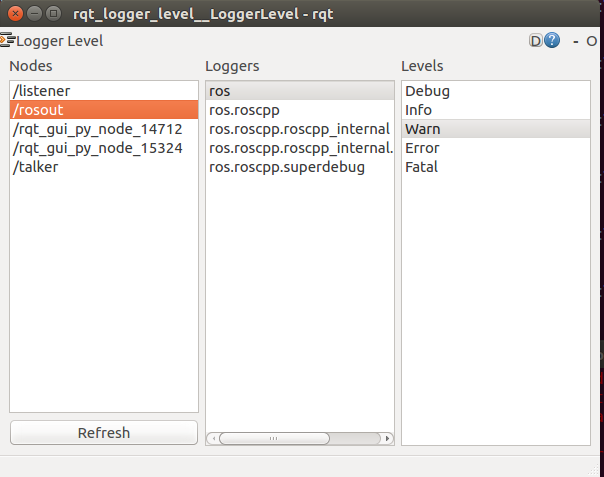 rqt_logger_level__LoggerLevel - rqt
Logger Level
D
?
- O
Nodes
Loggers
Levels
/listener
/rosout
/rqt_gui_py_node_14712
/rqt_gui_py_node_15324
/talker
ros
ros.roscpp
ros.roscpp.roscpp_internal
ros.roscpp.roscpp_internal.
ros.roscpp.superdebug
Debug
Info
Warn
Error
Fatal
Refresh